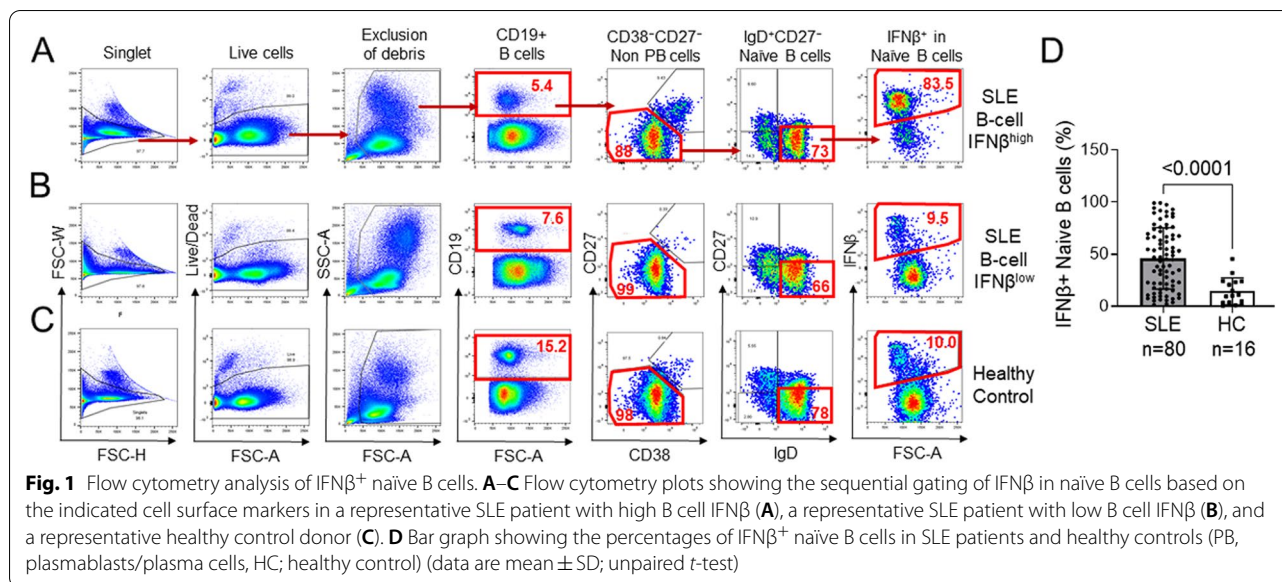 A
Singlet
Live cells
Exclusion
of debris
CD19+
B cells
CD38-CD27-
Non PB cells
IgD+CD27-
Naïve B cells
IFNβ+ in
Naïve B cells
5.4
88
73
83.5
SLE
B-cell
IFNβhigh
B
7.6
99
66
9.5
SLE
B-cell
IFNβlow
FSC-W
Live/Dead
SSC-A
CD19
CD27
CD27
IFNβ
C
15.2
98
78
10.0
Healthy
Control
FSC-H
FSC-A
FSC-A
FSC-A
CD38
IgD
FSC-A
D
IFNβ+ Naive B cells (%)
150
100
50
0
<0.0001
SLE
n=80
HC
n=16
Fig. 1 Flow cytometry analysis of IFNβ+ naïve B cells. A–C Flow cytometry plots showing the sequential gating of IFNβ in naïve B cells based on
the indicated cell surface markers in a representative SLE patient with high B cell IFNβ (A), a representative SLE patient with low B cell IFNβ (B), and
a representative healthy control donor (C). D Bar graph showing the percentages of IFNβ+ naïve B cells in SLE patients and healthy controls (PB,
plasmablasts/plasma cells, HC; healthy control) (data are mean ± SD; unpaired t-test)